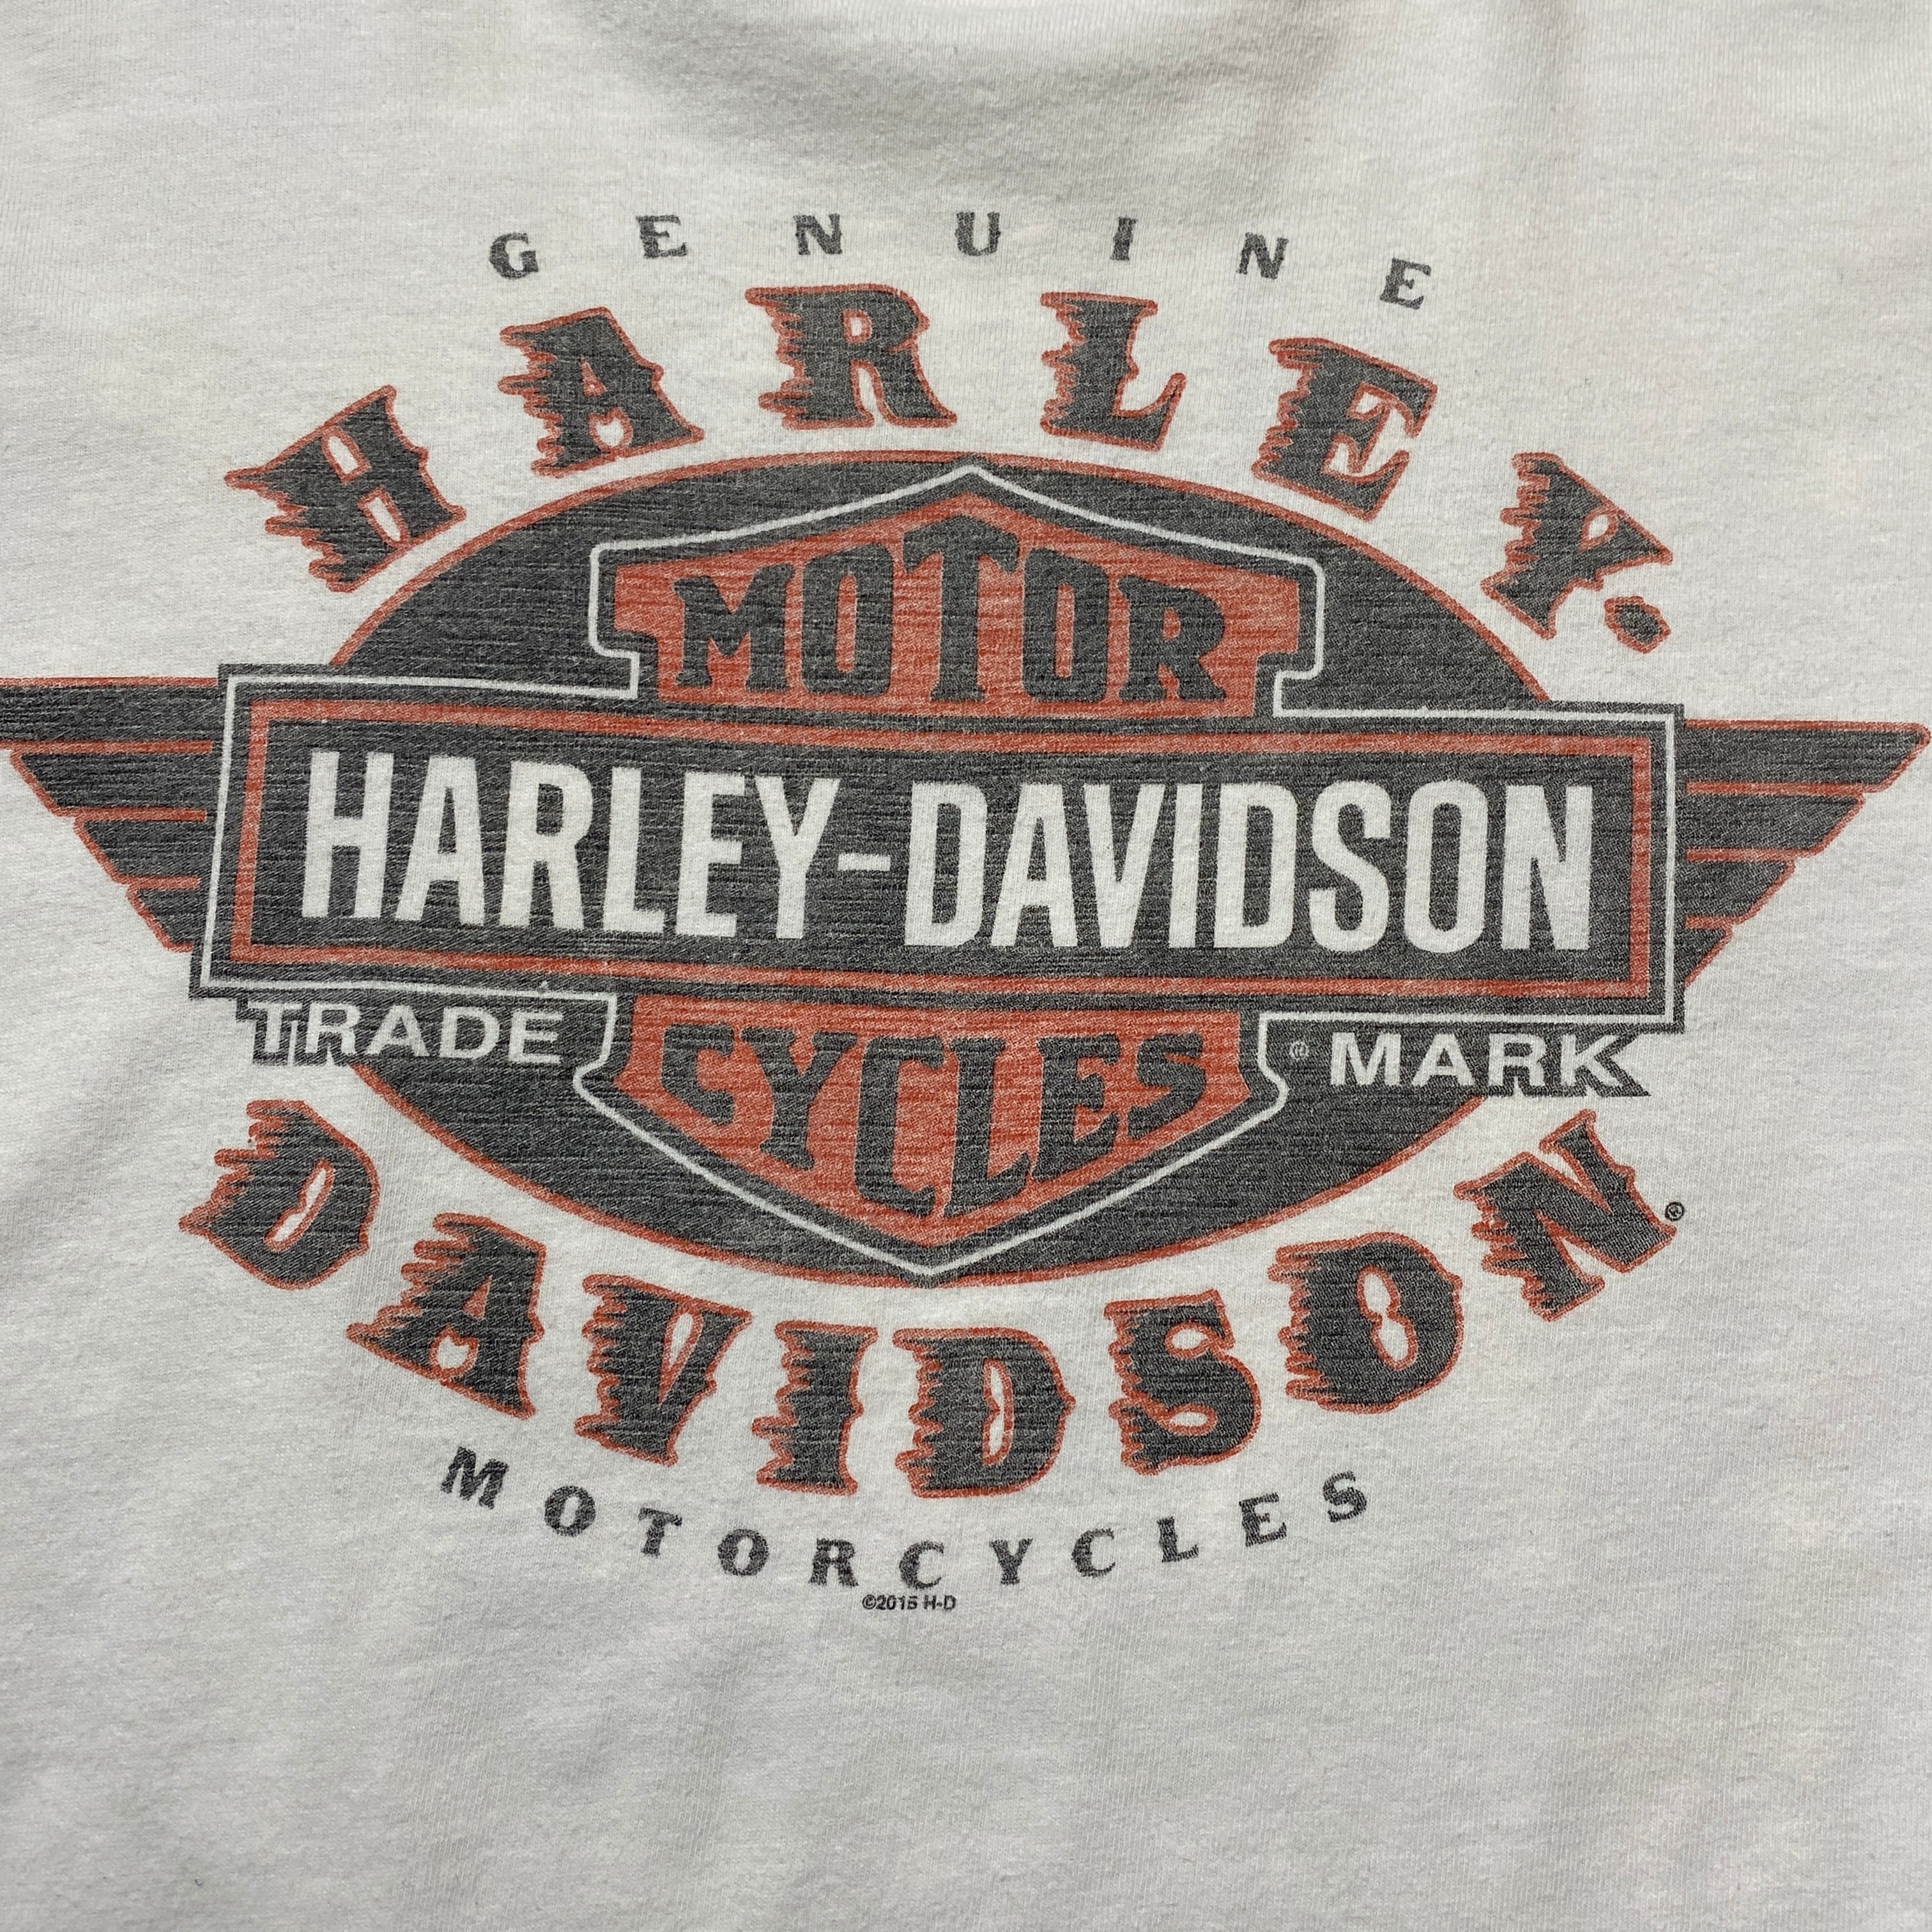 GENUINE
HARLEY-
MOTOR
HARLEY-DAVIDSON
TRADE ® MARK
CYCLES
DAVIDSON®
MOTORCYCLES
©2015 H-D